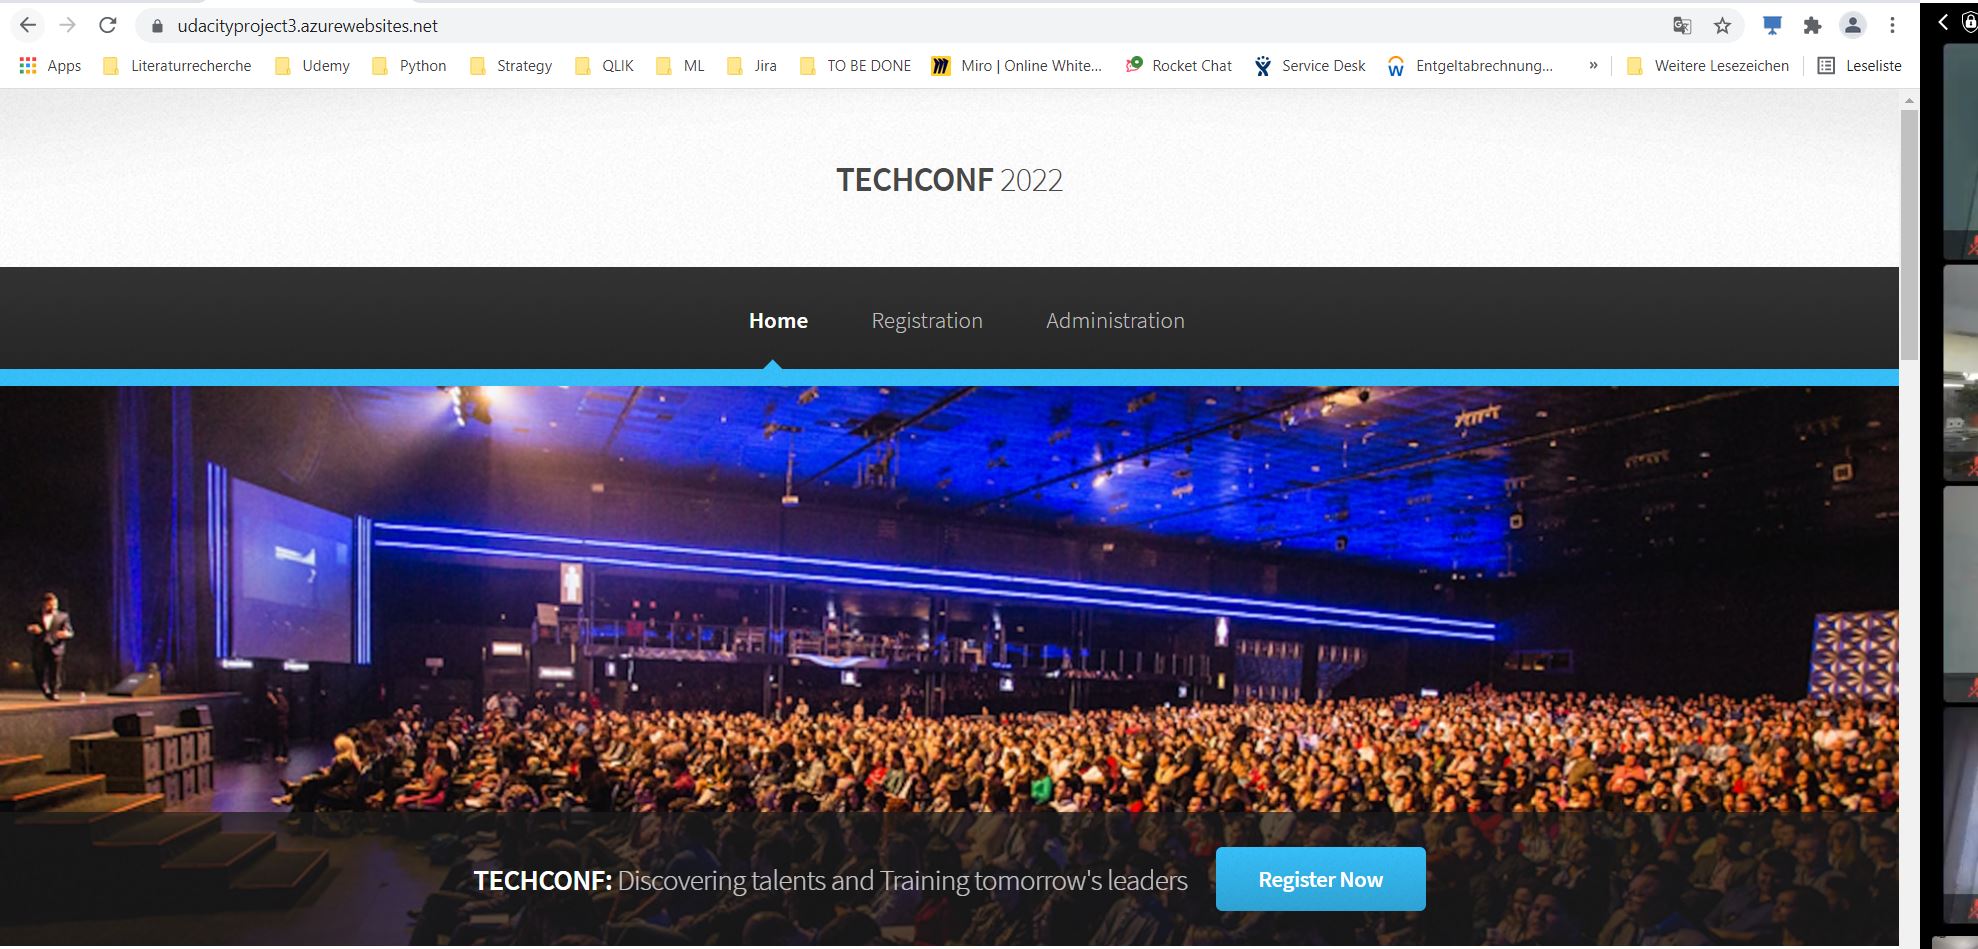 udacityproject3.azurewebsites.net
Apps Literaturrecherche Udemy Python Strategy QLIK ML Jira TO BE DONE Miro | Online White... Rocket Chat Service Desk Entgeltabrechnung... » Weitere Lesezeichen Leseliste
TECHCONF 2022
Home Registration Administration
TECHCONF: Discovering talents and Training tomorrow's leaders Register Now